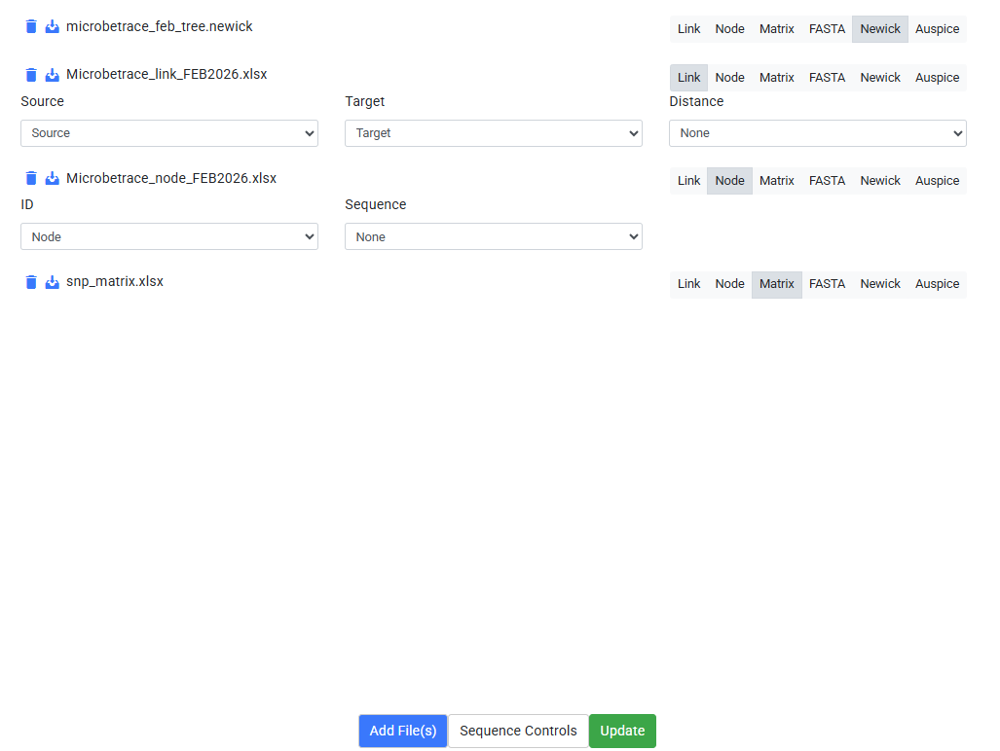 microbetrace_feb_tree.newick Link Node Matrix FASTA Newick Auspice
Microbetrace_link_FEB2026.xlsx Link Node Matrix FASTA Newick Auspice
Source Target Distance
Source Target None
Microbetrace_node_FEB2026.xlsx Link Node Matrix FASTA Newick Auspice
ID Sequence
Node None
snp_matrix.xlsx Link Node Matrix FASTA Newick Auspice
Add File(s) Sequence Controls Update